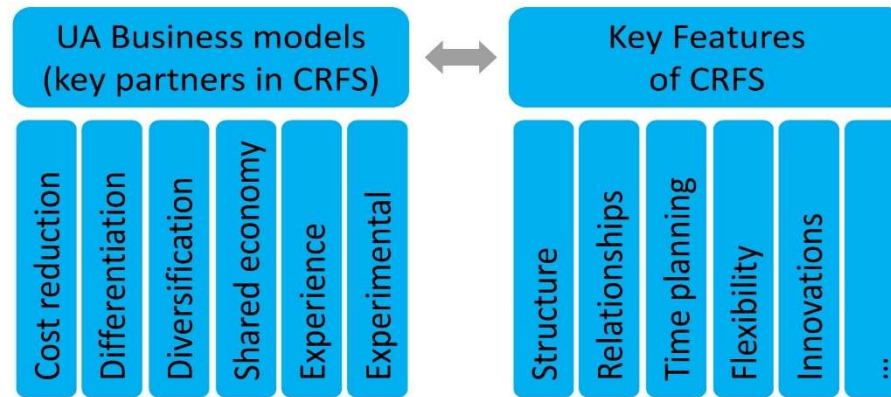 UA Business models
(key partners in CRFS)
Cost reduction
Differentiation
Diversification
Shared economy
Experience
Experimental
Key Features
of CRFS
Structure
Relationships
Time planning
Flexibility
Innovations
...